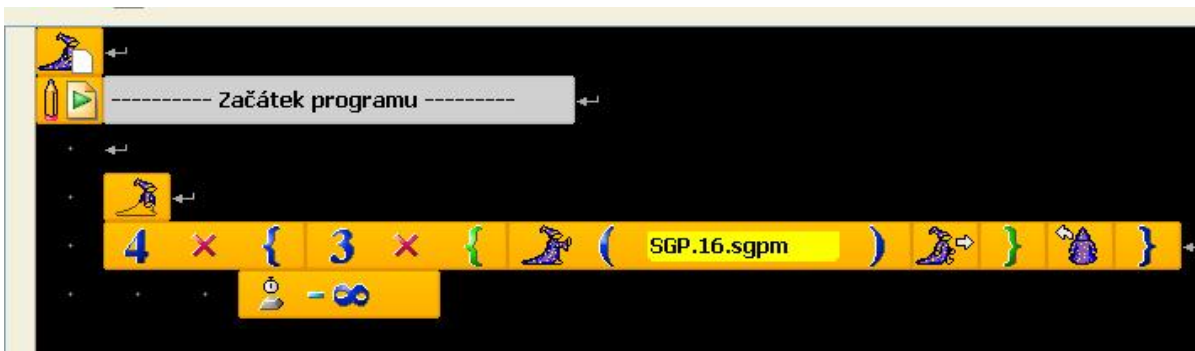 ---------- Začátek programu ---------
4 × { 3 × { ( SGP.16.sgpm ) } }
- ∞